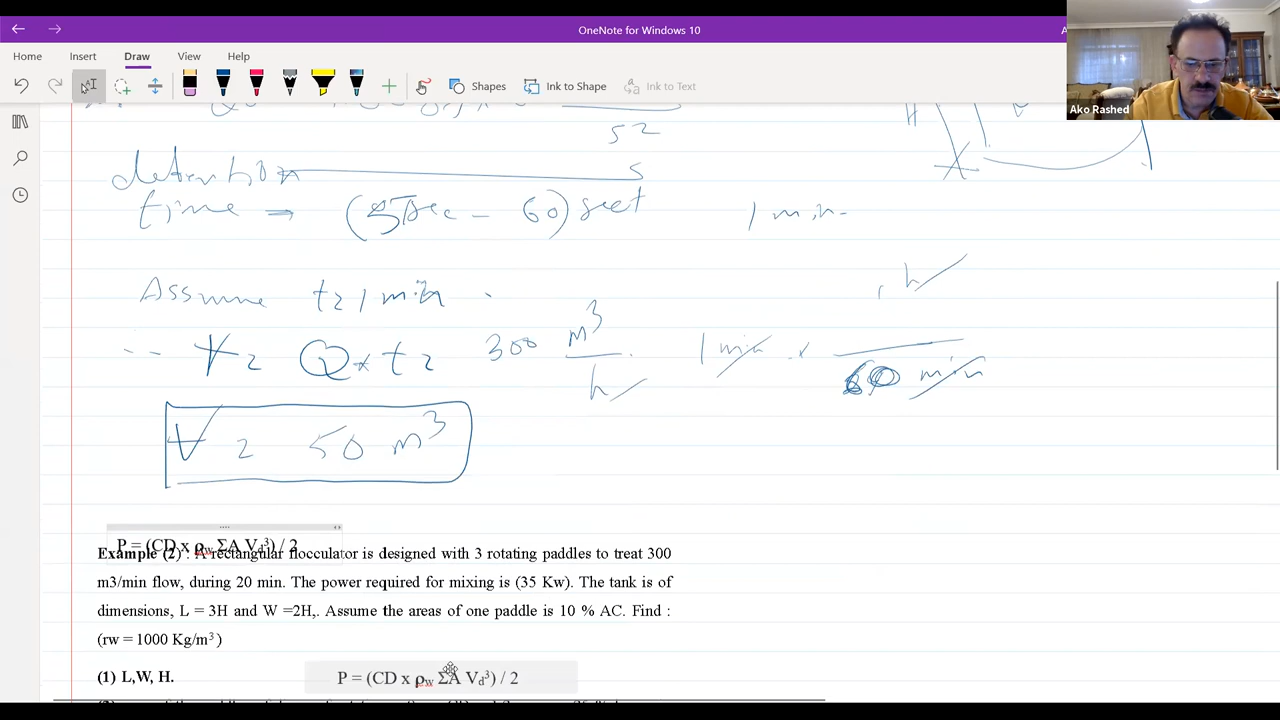 OneNote for Windows 10
Home Insert Draw View Help
Shapes Ink to Shape Ink to Text
Ako Rashed
52
detention
time (5 sec - 60) sec 1 min.
Assume t = 1 min
V = Q * t = 300 m3/h 1 min x 1 h / 60 min
V = 50 m3
P = (CD x ρw ΣA Vd³) / 2
Example (2) : A rectangular flocculator is designed with 3 rotating paddles to treat 300
m3/min flow, during 20 min. The power required for mixing is (35 Kw). The tank is of
dimensions, L = 3H and W =2H,. Assume the areas of one paddle is 10 % AC. Find :
(rw = 1000 Kg/m³)
(1) L,W, H.
P = (CD x ρw ΣA Vd³) / 2